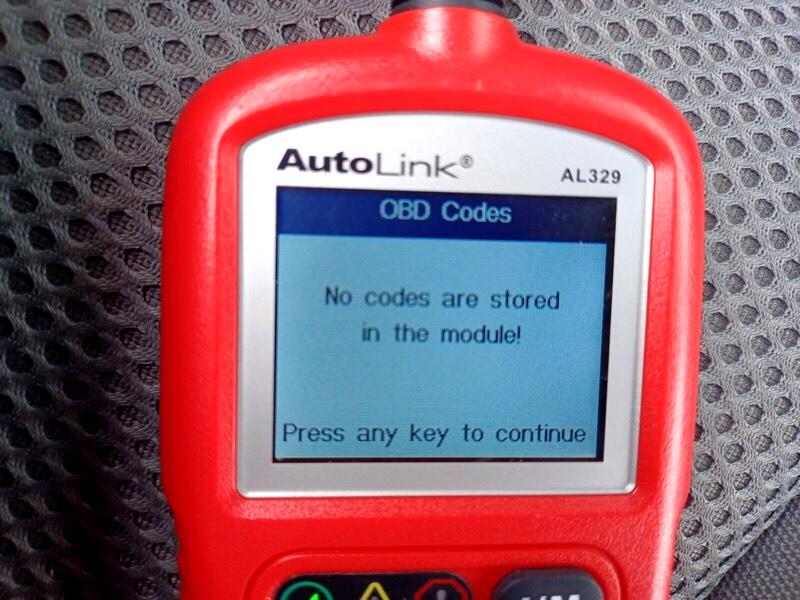 AutoLink®
AL329
OBD Codes
No codes are stored
in the module!
Press any key to continue
I/M